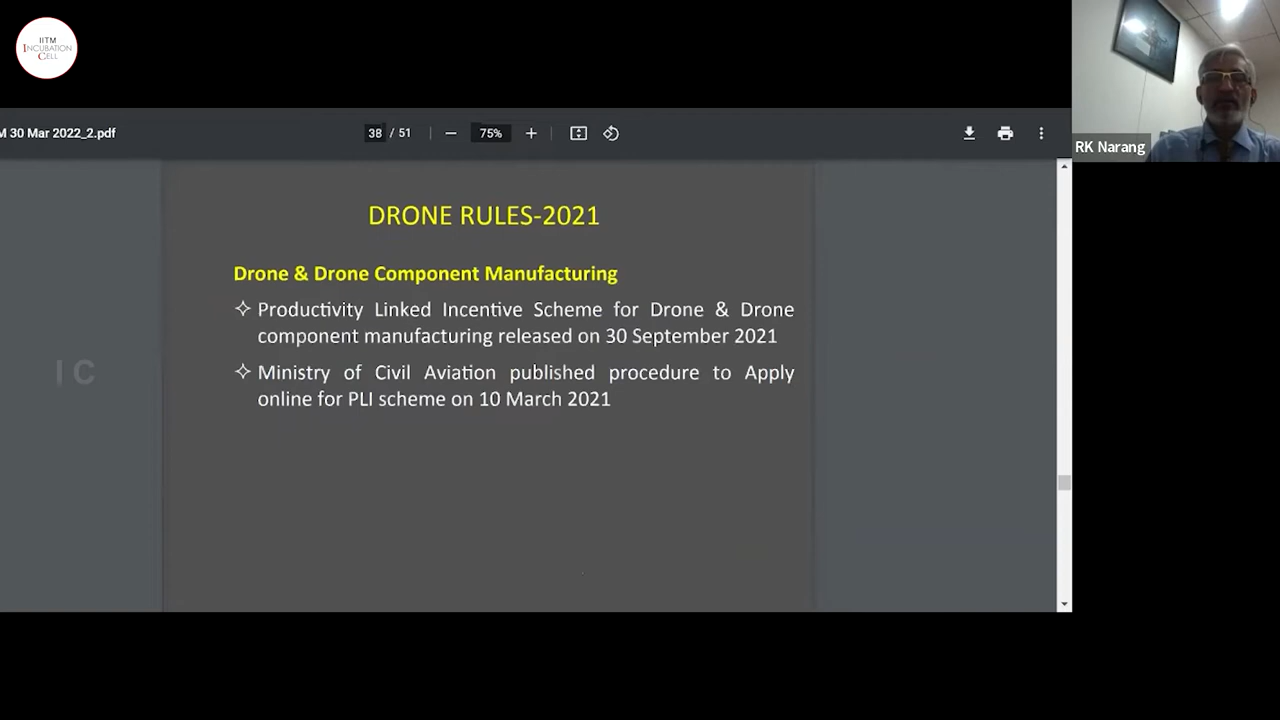 IITM
INCUBATION
CELL
M 30 Mar 2022_2.pdf
38 / 51
75%
RK Narang
DRONE RULES-2021
Drone & Drone Component Manufacturing
Productivity Linked Incentive Scheme for Drone & Drone
component manufacturing released on 30 September 2021
Ministry of Civil Aviation published procedure to Apply
online for PLI scheme on 10 March 2021
I C